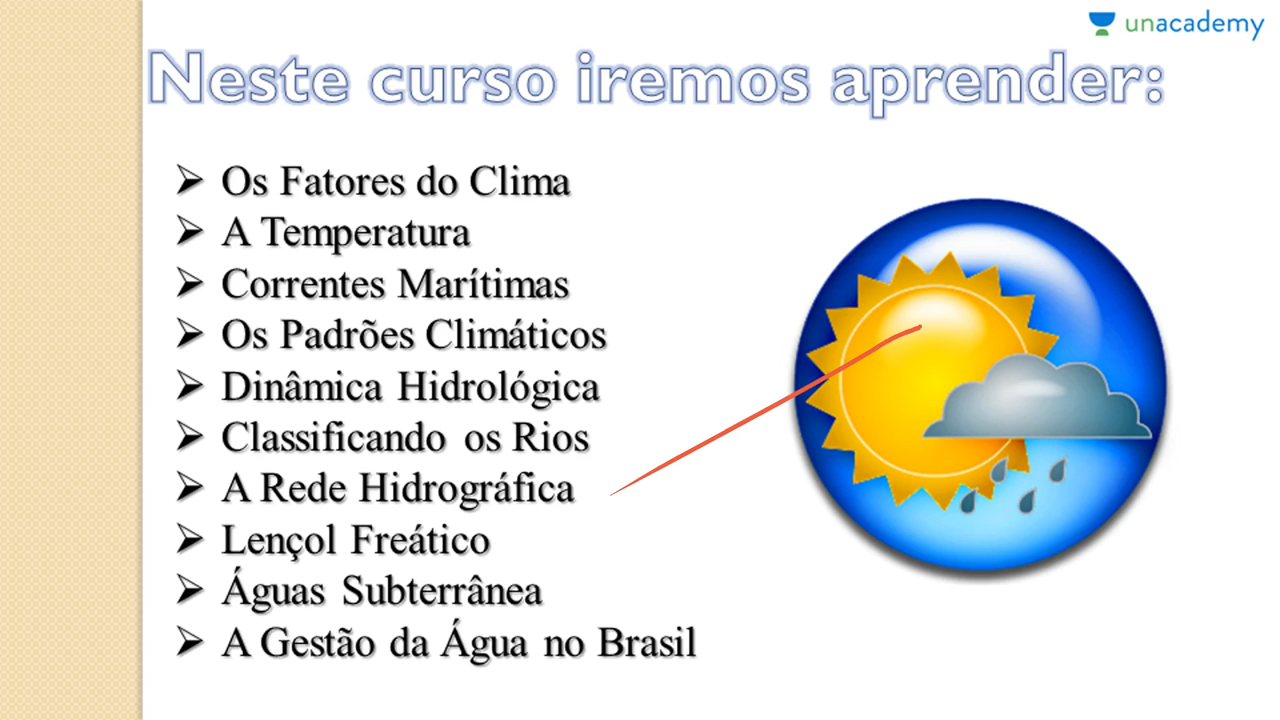 unacademy
Neste curso iremos aprender:
Os Fatores do Clima
A Temperatura
Correntes Marítimas
Os Padrões Climáticos
Dinâmica Hidrológica
Classificando os Rios
A Rede Hidrográfica
Lençol Freático
Águas Subterrânea
A Gestão da Água no Brasil